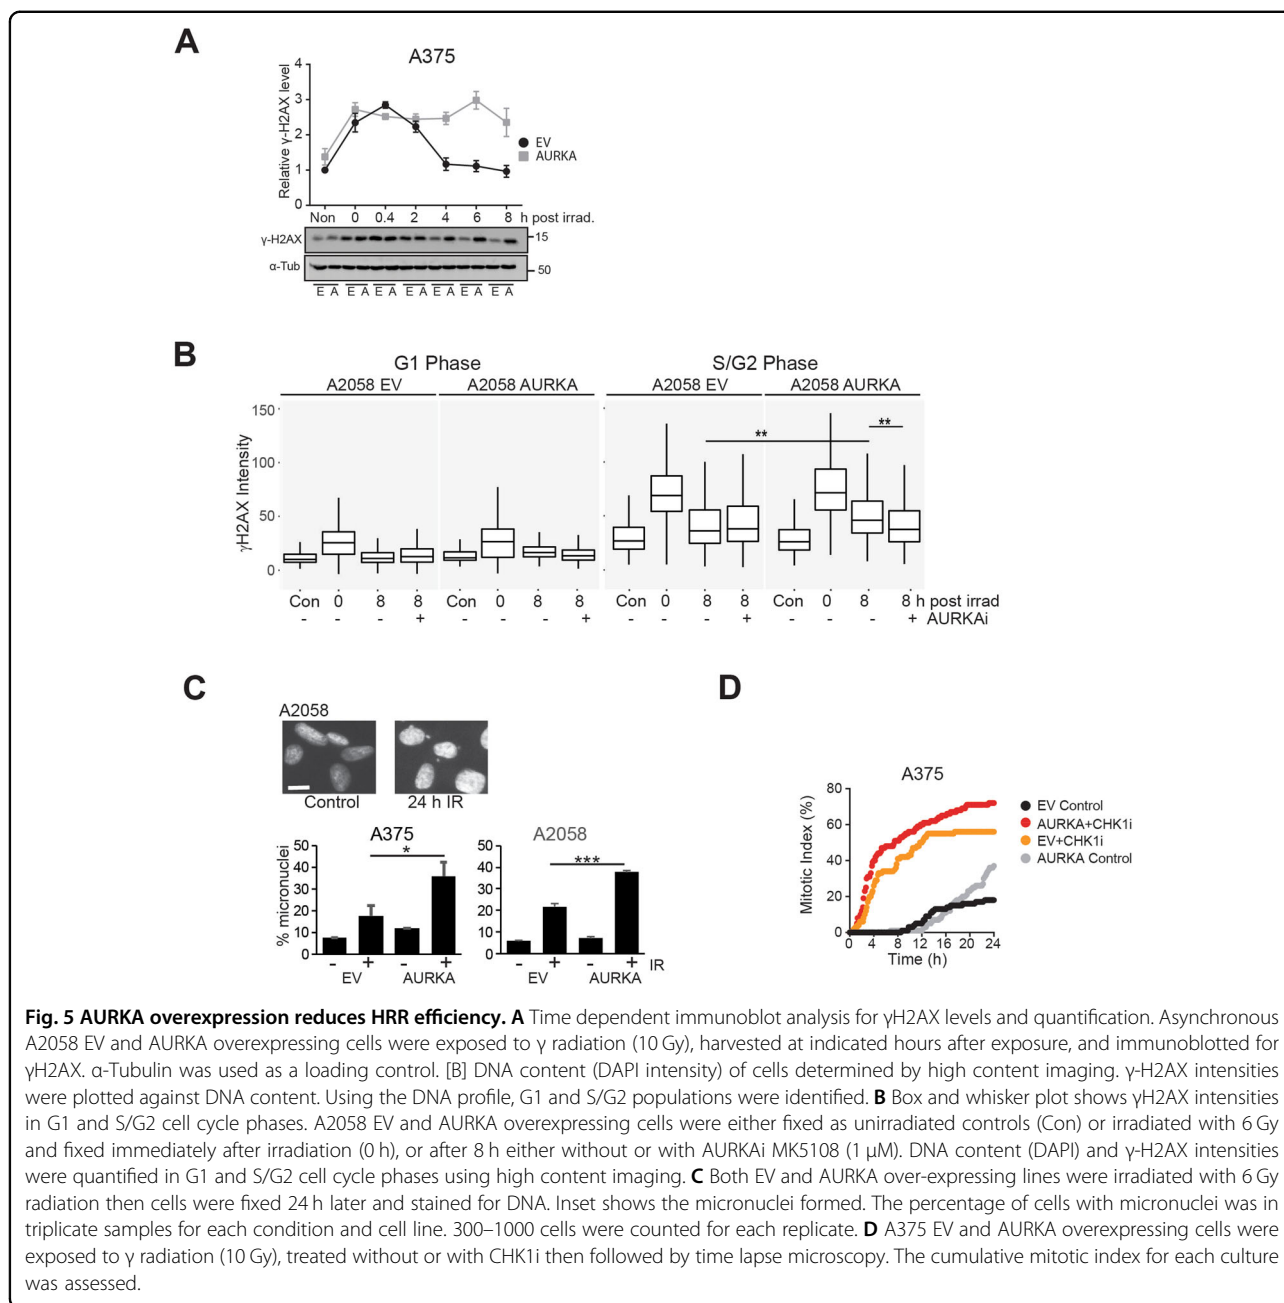 A
A375
Relative γ-H2AX level
4
3
2
1
0
EV
AURKA
Non 0 0.4 2 4 6 8 h post irrad.
γ-H2AX
15
α-Tub
50
E A E A E A E A E A E A E A
B
G1 Phase S/G2 Phase
A2058 EV A2058 AURKA A2058 EV A2058 AURKA
γH2AX Intensity
150
100
50
0
** **
Con 0 8 8 Con 0 8 8 Con 0 8 8 Con 0 8 8 h post irrad
- - - + - - - + - - - + - - - + AURKAi
C
A2058
Control 24 h IR
A375
% micronuclei
50
40
30
20
10
0
*
- + - +
EV AURKA
A2058
50
40
30
20
10
0
***
- + - + IR
EV AURKA
D
A375
Mitotic Index (%)
80
60
40
20
0
0 4 8 12 16 20 24
Time (h)
EV Control
AURKA+CHK1i
EV+CHK1i
AURKA Control
Fig. 5 AURKA overexpression reduces HRR efficiency. A Time dependent immunoblot analysis for γH2AX levels and quantification. Asynchronous
A2058 EV and AURKA overexpressing cells were exposed to γ radiation (10 Gy), harvested at indicated hours after exposure, and immunoblotted for
γH2AX. α-Tubulin was used as a loading control. [B] DNA content (DAPI intensity) of cells determined by high content imaging. γ-H2AX intensities
were plotted against DNA content. Using the DNA profile, G1 and S/G2 populations were identified. B Box and whisker plot shows γH2AX intensities
in G1 and S/G2 cell cycle phases. A2058 EV and AURKA overexpressing cells were either fixed as unirradiated controls (Con) or irradiated with 6 Gy
and fixed immediately after irradiation (0 h), or after 8 h either without or with AURKAi MK5108 (1 μM). DNA content (DAPI) and γ-H2AX intensities
were quantified in G1 and S/G2 cell cycle phases using high content imaging. C Both EV and AURKA over-expressing lines were irradiated with 6 Gy
radiation then cells were fixed 24 h later and stained for DNA. Inset shows the micronuclei formed. The percentage of cells with micronuclei was in
triplicate samples for each condition and cell line. 300–1000 cells were counted for each replicate. D A375 EV and AURKA overexpressing cells were
exposed to γ radiation (10 Gy), treated without or with CHK1i then followed by time lapse microscopy. The cumulative mitotic index for each culture
was assessed.